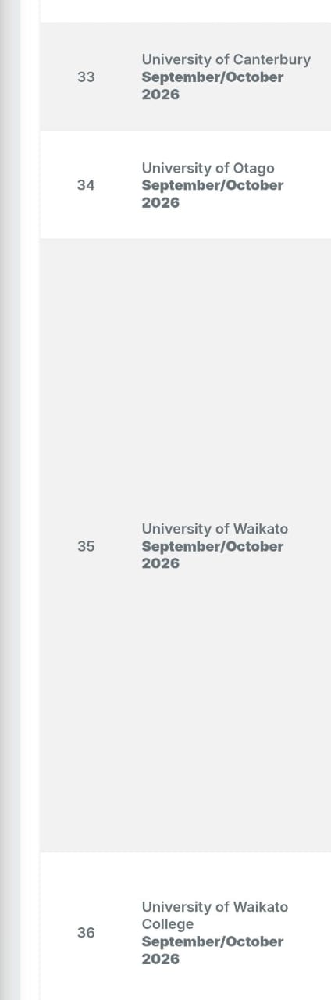 33
University of Canterbury
September/October
2026
34
University of Otago
September/October
2026
35
University of Waikato
September/October
2026
36
University of Waikato
College
September/October
2026